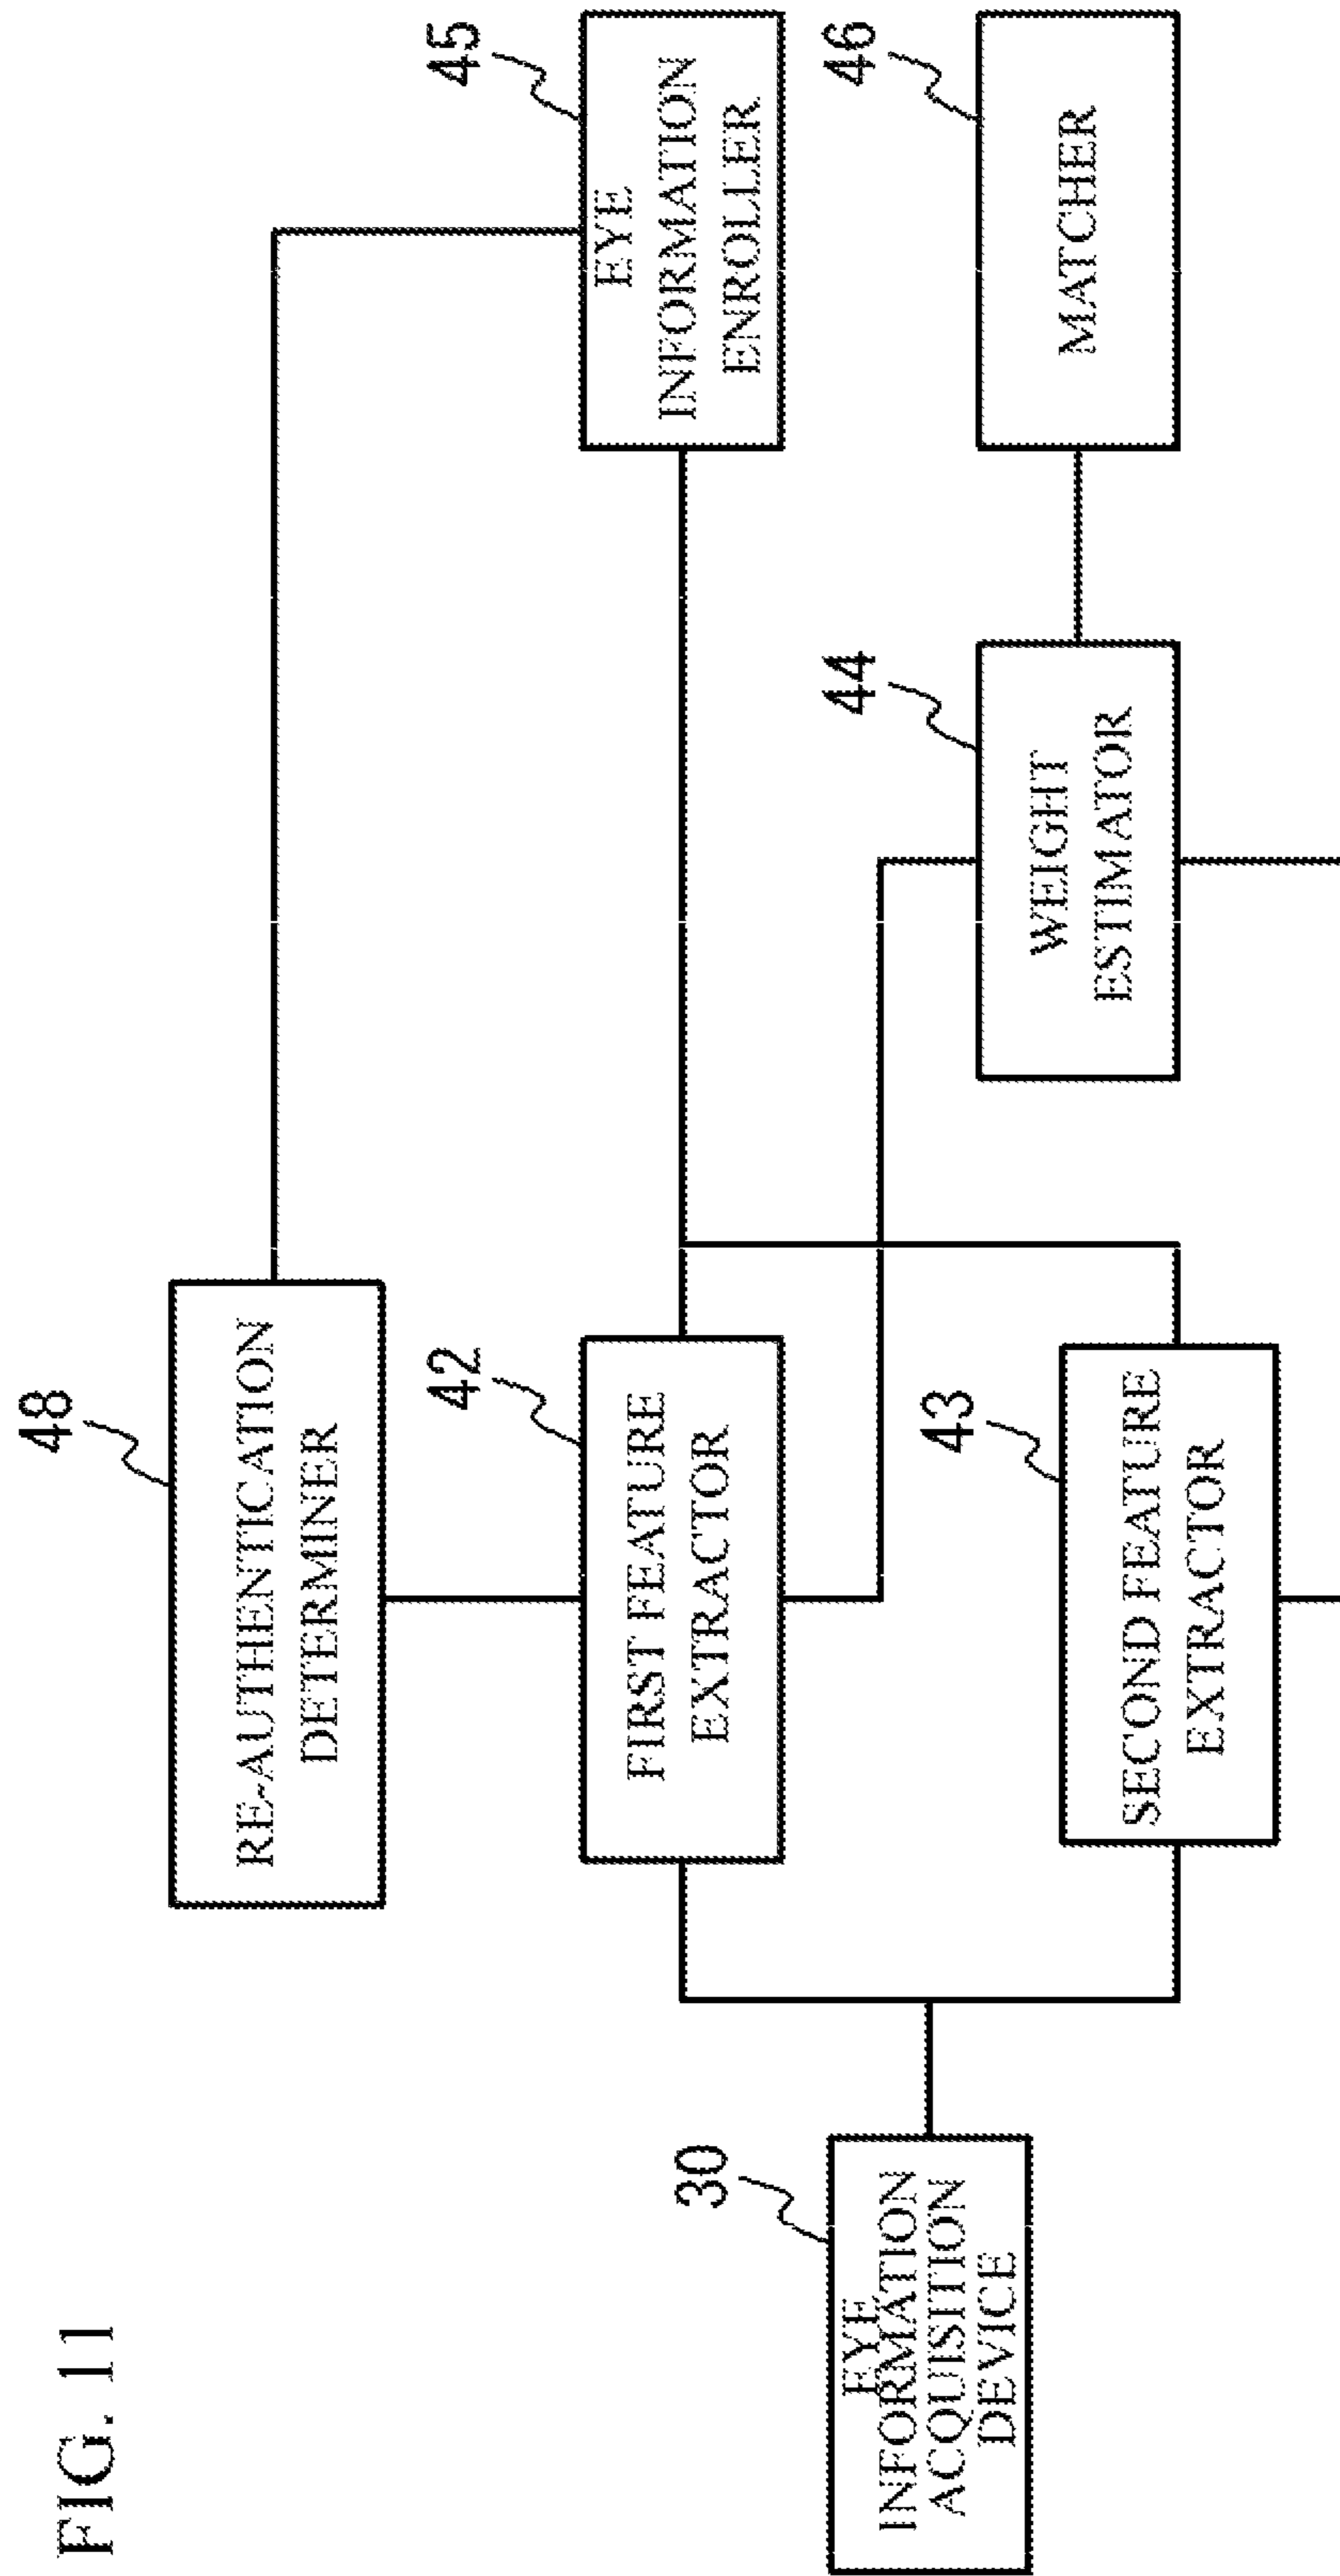 FIG. 11
48
RE-AUTHENTICATION
DETERMINER
45
EYE
INFORMATION
ENROLLER
42
FIRST FEATURE
EXTRACTOR
30
EYE
INFORMATION
ACQUISITION
DEVICE
44
WEIGHT
ESTIMATOR
46
MATCHER
43
SECOND FEATURE
EXTRACTOR